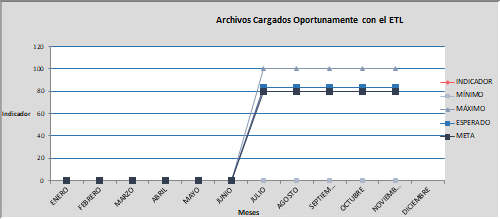 Archivos Cargados Oportunamente con el ETL
120
100
80
60
40
20
0
Indicador
ENERO
FEBRERO
MARZO
ABRIL
MAYO
JUNIO
JULIO
AGOSTO
SEPTIEM...
OCTUBRE
NOVIEMB...
DICIEMBRE
Meses
INDICADOR
MÍNIMO
MÁXIMO
ESPERADO
META